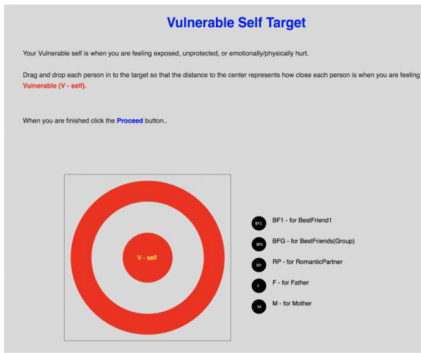 Vulnerable Self Target
Your Vulnerable self is when you are feeling exposed, unprotected, or emotionally/physically hurt.
Drag and drop each person in to the target so that the distance to the center represents how close each person is when you are feeling
Vulnerable (V - self).
When you are finished click the Proceed button..
V - self
BF1 BF1 - for BestFriend1
BFG BFG - for BestFriends(Group)
RP RP - for RomanticPartner
F F - for Father
M M - for Mother